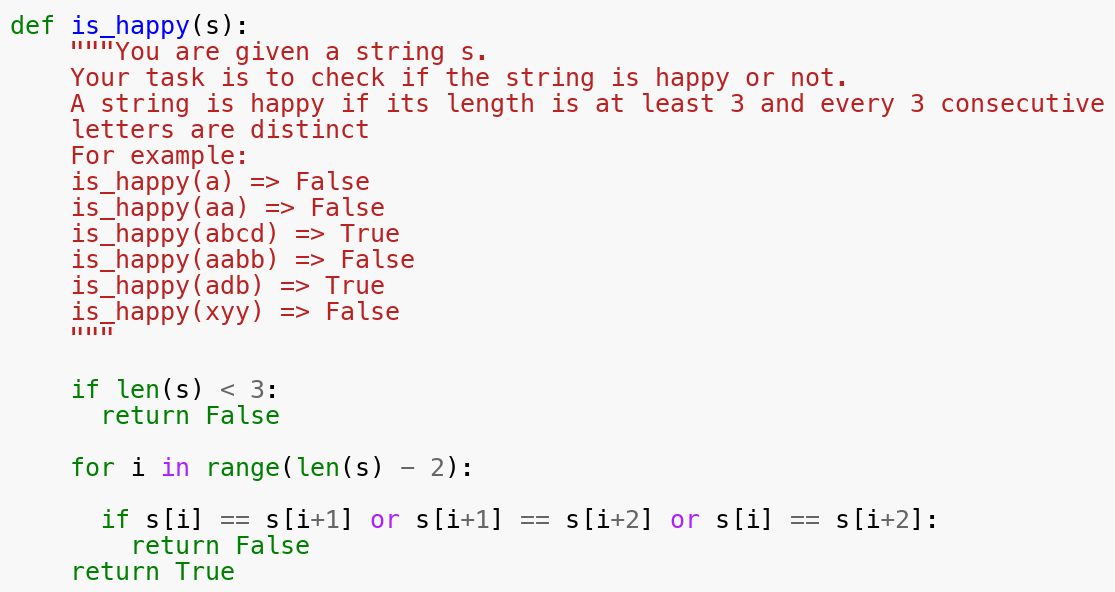 def is_happy(s):
    """You are given a string s.
    Your task is to check if the string is happy or not.
    A string is happy if its length is at least 3 and every 3 consecutive
    letters are distinct
    For example:
    is_happy(a) => False
    is_happy(aa) => False
    is_happy(abcd) => True
    is_happy(aabb) => False
    is_happy(adb) => True
    is_happy(xyy) => False
    """

    if len(s) < 3:
      return False

    for i in range(len(s) - 2):

      if s[i] == s[i+1] or s[i+1] == s[i+2] or s[i] == s[i+2]:
        return False
    return True